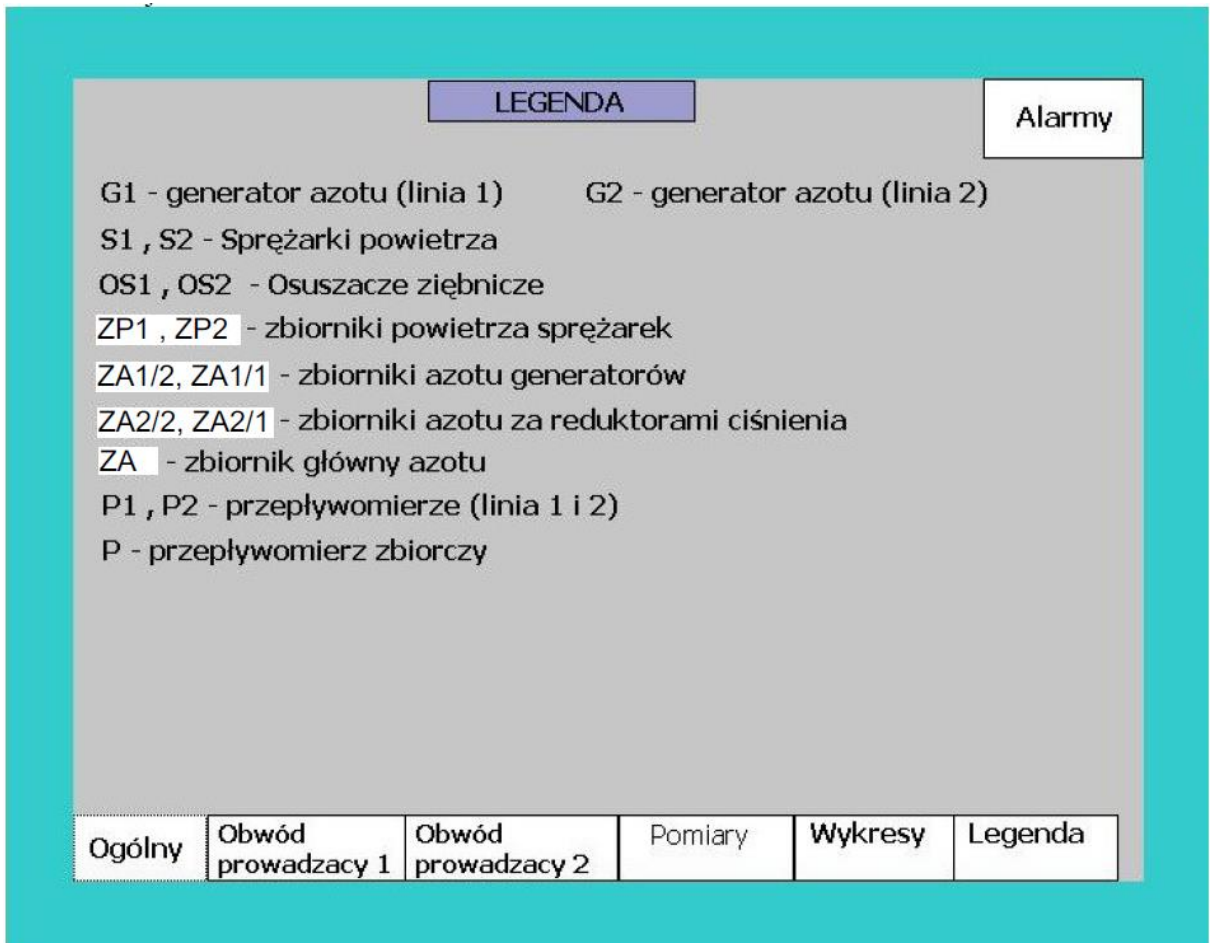 LEGENDA
Alarmy
G1 - generator azotu (linia 1) G2 - generator azotu (linia 2)
S1 , S2 - Sprężarki powietrza
OS1 , OS2 - Osuszacze ziębnicze
ZP1 , ZP2 - zbiorniki powietrza sprężarek
ZA1/2, ZA1/1 - zbiorniki azotu generatorów
ZA2/2, ZA2/1 - zbiorniki azotu za reduktorami ciśnienia
ZA - zbiornik główny azotu
P1 , P2 - przepływomierze (linia 1 i 2)
P - przepływomierz zbiorczy
Ogólny
Obwód
prowadzacy 1
Obwód
prowadzacy 2
Pomiary
Wykresy
Legenda